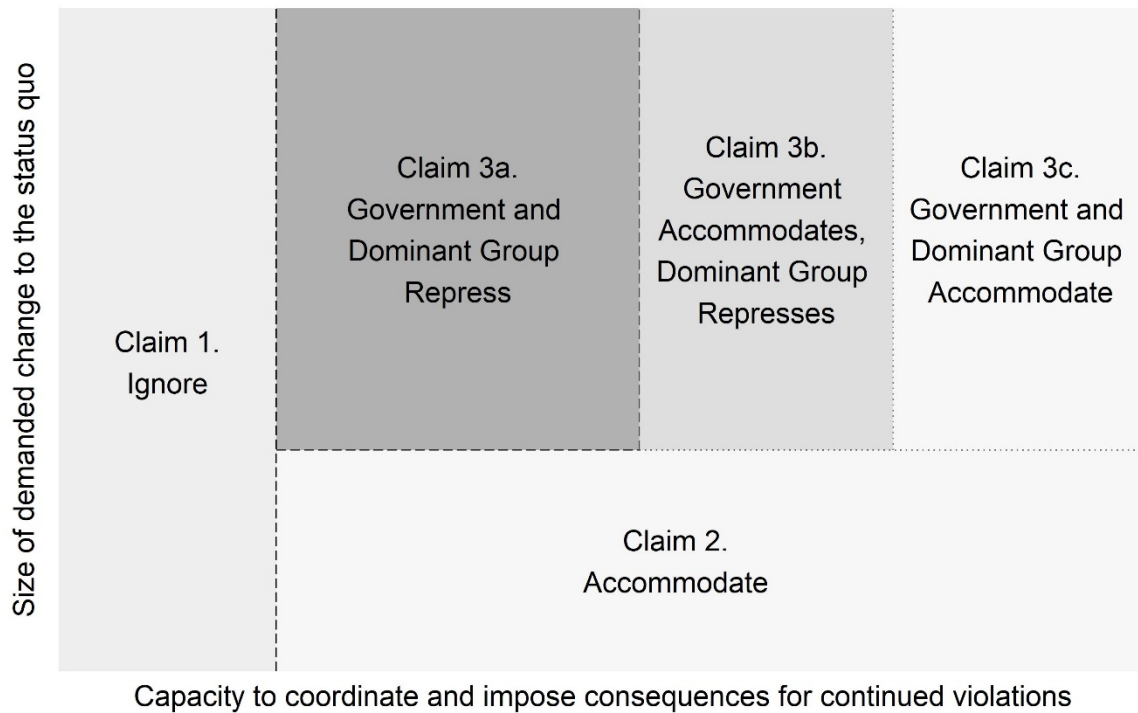 Size of demanded change to the status quo
Claim 1.
Ignore
Claim 3a.
Government and
Dominant Group
Repress
Claim 3b.
Government
Accommodates,
Dominant Group
Represses
Claim 3c.
Government and
Dominant Group
Accommodate
Claim 2.
Accommodate
Capacity to coordinate and impose consequences for continued violations